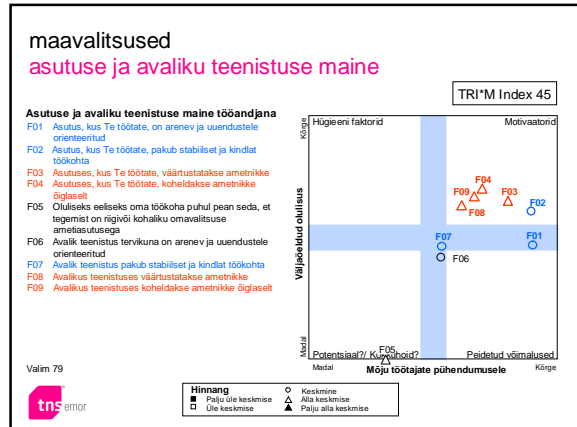 maavalitsused
asutuse ja avaliku teenistuse maine
TRI*M Index 45
Asutuse ja avaliku teenistuse maine tööandjana
F01 Asutus, kus Te töötate, on arenev ja uuendustele
orienteeritud
F02 Asutus, kus Te töötate, pakub stabiilset ja kindlat
töökohta
F03 Asutuses, kus Te töötate, väärtustatakse ametnikke
F04 Asutuses, kus Te töötate, koheldakse ametnikke
õiglaselt
F05 Oluliseks eeliseks oma töökoha puhul pean seda, et
tegemist on riigivõi kohaliku omavalitsuse
ametiasutusega
F06 Avalik teenistus tervikuna on arenev ja uuendustele
orienteeritud
F07 Avalik teenistus pakub stabiilset ja kindlat töökohta
F08 Avalikus teenistuses väärtustatakse ametnikke
F09 Avalikus teenistuses koheldakse ametnikke õiglaselt
Valim 79
Kõrge
Hügieeni faktorid
Motivaatorid
F04
F09
F03
F08
F02
F07
F01
F06
F05
Väljaöeldud olulisus
Madal
Potentsiaal?/ Kulukohoid?
Peidetud võimalused
Madal
Mõju töötajate pühendumusele
Kõrge
Hinnang
Palju üle keskmise
Üle keskmise
Keskmine
Alla keskmise
Palju alla keskmise
tns emor